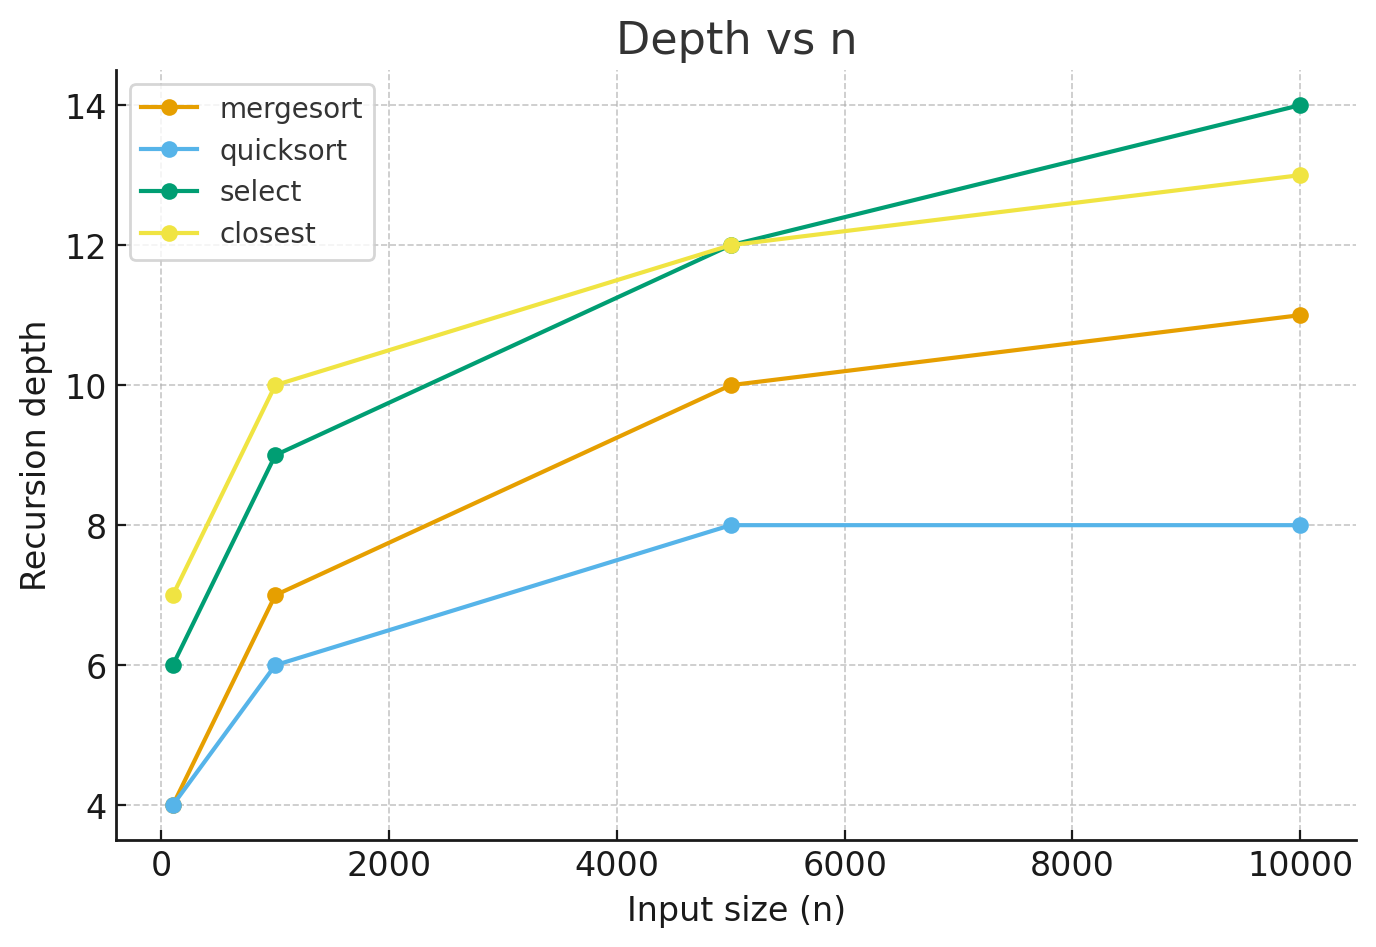 Depth vs n
mergesort
quicksort
select
closest
14
12
10
8
6
4
Recursion depth
0 2000 4000 6000 8000 10000
Input size (n)